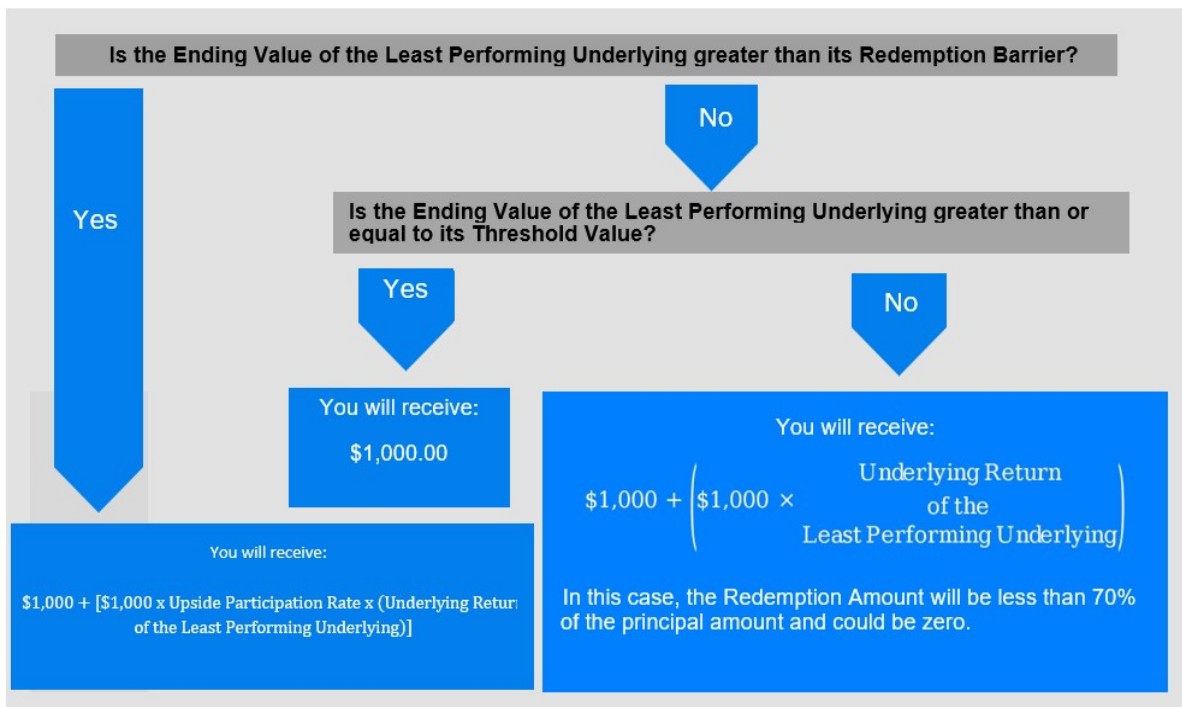 Is the Ending Value of the Least Performing Underlying greater than its Redemption Barrier?
Yes
No
Is the Ending Value of the Least Performing Underlying greater than or
equal to its Threshold Value?
Yes
No
You will receive:
$1,000.00
You will receive:
$1,000 + ($1,000 × Underlying Return
of the
Least Performing Underlying)
In this case, the Redemption Amount will be less than 70%
of the principal amount and could be zero.
You will receive:
$1,000 + [$1,000 x Upside Participation Rate x (Underlying Retur
of the Least Performing Underlying)]